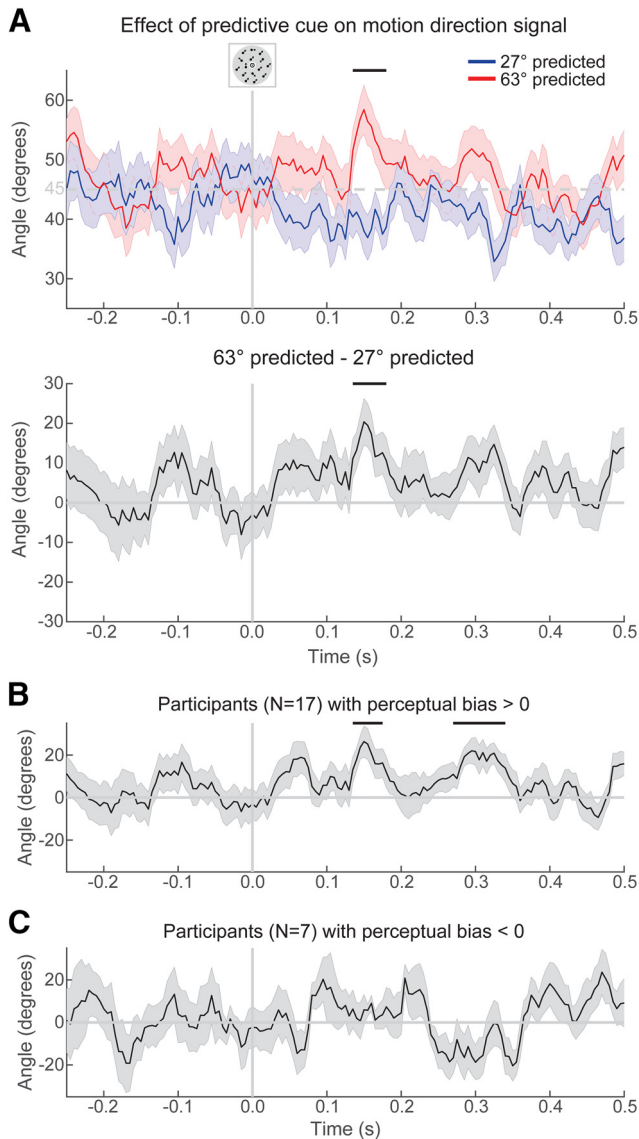 A
Effect of predictive cue on motion direction signal
27° predicted
63° predicted
Angle (degrees)
60
50
45
40
30
-0.2 -0.1 0.0 0.1 0.2 0.3 0.4 0.5
63° predicted - 27° predicted
Angle (degrees)
30
20
10
0
-10
-20
-30
-0.2 -0.1 0.0 0.1 0.2 0.3 0.4 0.5
Time (s)
B
Participants (N=17) with perceptual bias > 0
Angle (degrees)
20
0
-20
-0.2 -0.1 0.0 0.1 0.2 0.3 0.4 0.5
C
Participants (N=7) with perceptual bias < 0
Angle (degrees)
20
0
-20
-0.2 -0.1 0.0 0.1 0.2 0.3 0.4 0.5
Time (s)